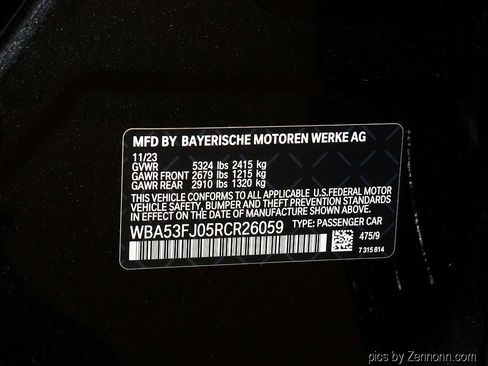 MFD BY BAYERISCHE MOTOREN WERKE AG
11/23
GVWR 5324 lbs 2415 kg
GAWR FRONT 2679 lbs 1215 kg
GAWR REAR 2910 lbs 1320 kg
THIS VEHICLE CONFORMS TO ALL APPLICABLE U.S.FEDERAL MOTOR
VEHICLE SAFETY, BUMPER AND THEFT PREVENTION STANDARDS
IN EFFECT ON THE DATE OF MANUFACTURE SHOWN ABOVE.
WBA53FJ05RCR26059 TYPE: PASSENGER CAR
475/9
7 315 814
pics by Zennonn.com